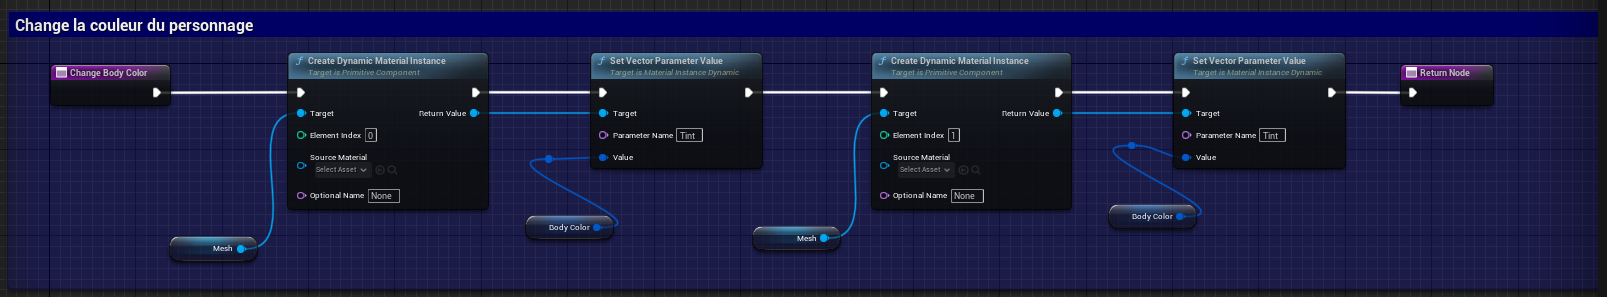 Change la couleur du personnage
Change Body Color
Create Dynamic Material Instance
Target is Primitive Component
Target
Return Value
Element Index 0
Source Material
Select Asset
Optional Name None
Mesh
Set Vector Parameter Value
Target is Material Instance Dynamic
Target
Parameter Name Tint
Value
Body Color
Create Dynamic Material Instance
Target is Primitive Component
Target
Return Value
Element Index 1
Source Material
Select Asset
Optional Name None
Mesh
Set Vector Parameter Value
Target is Material Instance Dynamic
Target
Parameter Name Tint
Value
Body Color
Return Node